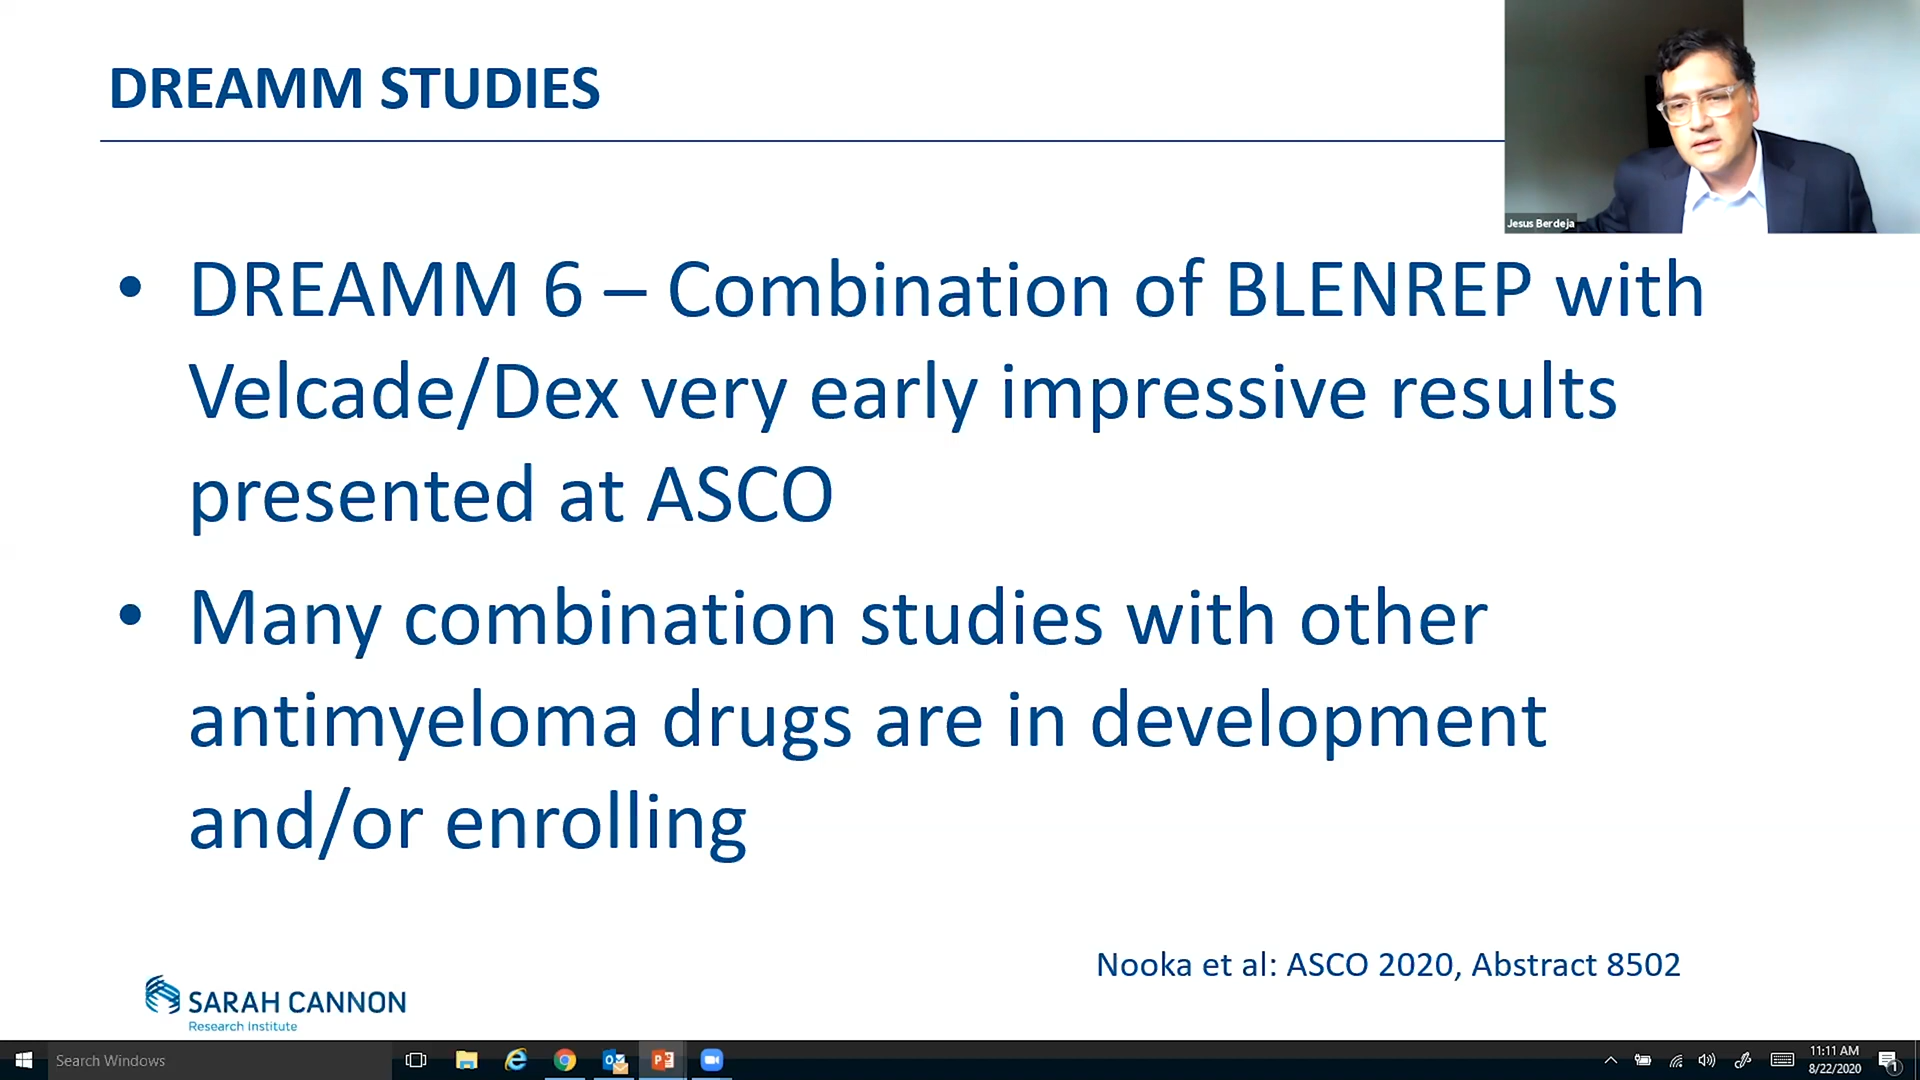 DREAMM STUDIES
Jesus Berdeja
• DREAMM 6 – Combination of BLENREP with
Velcade/Dex very early impressive results
presented at ASCO
• Many combination studies with other
antimyeloma drugs are in development
and/or enrolling
Nooka et al: ASCO 2020, Abstract 8502
SARAH CANNON
Research Institute
Search Windows
11:11 AM
8/22/2020
1